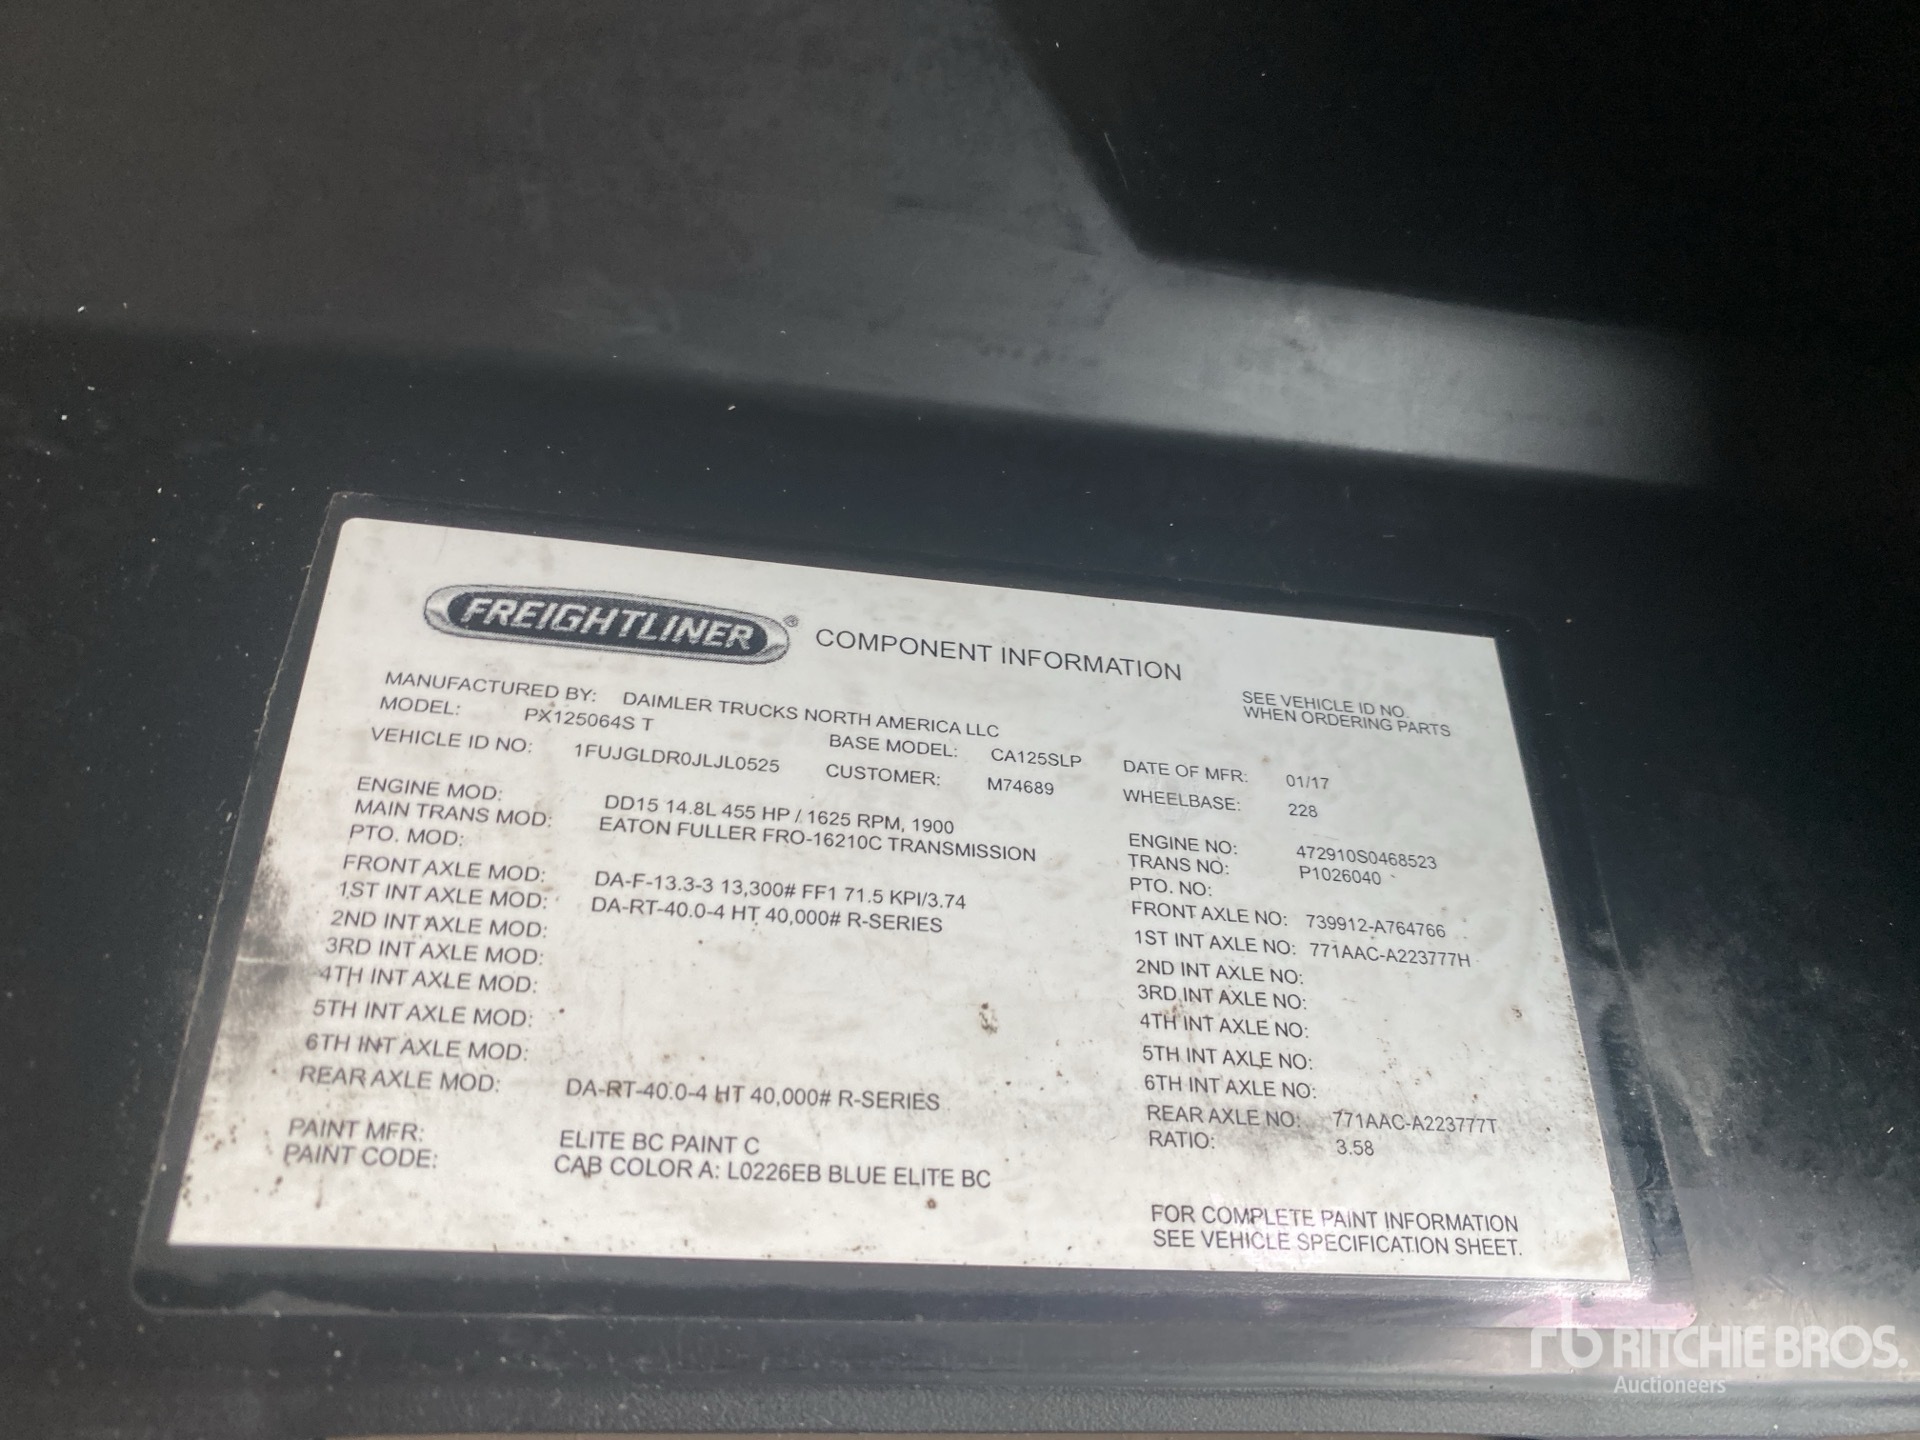 FREIGHTLINER ® COMPONENT INFORMATION
SEE VEHICLE ID NO.
WHEN ORDERING PARTS
MANUFACTURED BY: DAIMLER TRUCKS NORTH AMERICA LLC
MODEL: PX125064S T BASE MODEL: CA125SLP DATE OF MFR: 01/17
VEHICLE ID NO: 1FUJGLDR0JLJL0525 CUSTOMER: M74689 WHEELBASE: 228
ENGINE MOD: DD15 14.8L 455 HP / 1625 RPM, 1900 ENGINE NO: 472910S0468523
MAIN TRANS MOD: EATON FULLER FRO-16210C TRANSMISSION TRANS NO: P1026040
PTO. MOD: PTO. NO:
FRONT AXLE MOD: DA-F-13.3-3 13,300# FF1 71.5 KPI/3.74 FRONT AXLE NO: 739912-A764766
1ST INT AXLE MOD: DA-RT-40.0-4 HT 40,000# R-SERIES 1ST INT AXLE NO: 771AAC-A223777H
2ND INT AXLE MOD: 2ND INT AXLE NO:
3RD INT AXLE MOD: 3RD INT AXLE NO:
4TH INT AXLE MOD: 4TH INT AXLE NO:
5TH INT AXLE MOD: 5TH INT AXLE NO:
6TH INT AXLE MOD: 6TH INT AXLE NO:
REAR AXLE MOD: DA-RT-40.0-4 HT 40,000# R-SERIES REAR AXLE NO: 771AAC-A223777T
RATIO: 3.58
PAINT MFR: ELITE BC PAINT C
PAINT CODE: CAB COLOR A: L0226EB BLUE ELITE BC
FOR COMPLETE PAINT INFORMATION
SEE VEHICLE SPECIFICATION SHEET.
rb RITCHIE BROS.
Auctioneers